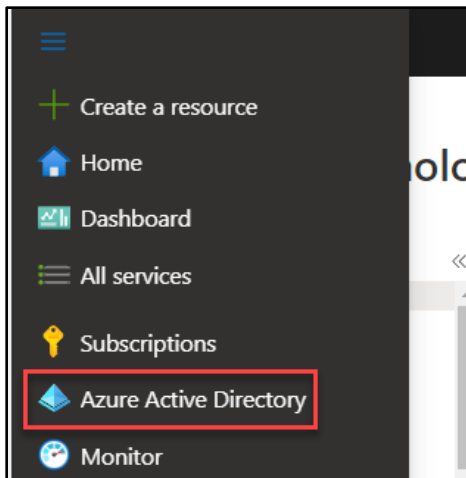 Create a resource
Home
Dashboard
All services
Subscriptions
Azure Active Directory
Monitor